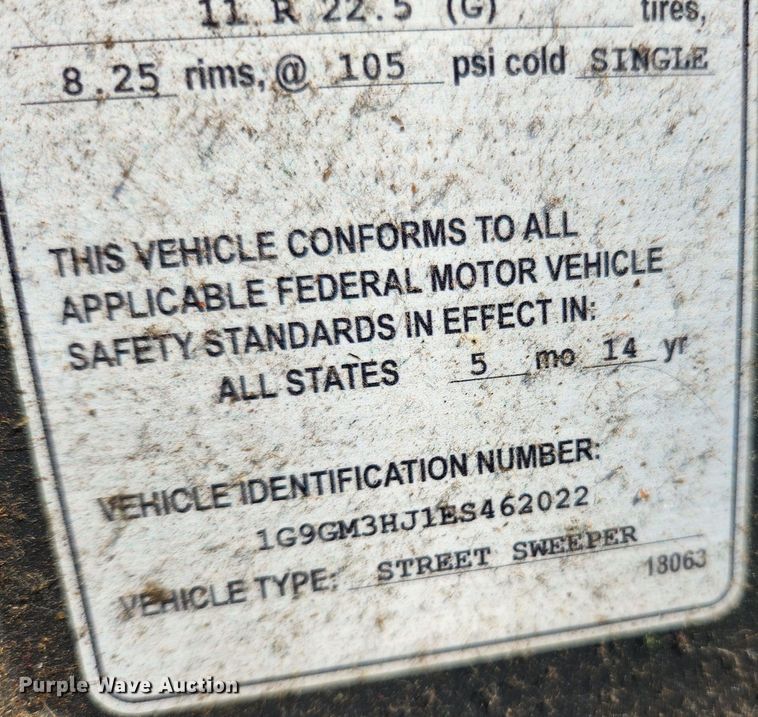 11 R 22.5 (G) tires,
8.25 rims, @ 105 psi cold SINGLE
THIS VEHICLE CONFORMS TO ALL
APPLICABLE FEDERAL MOTOR VEHICLE
SAFETY STANDARDS IN EFFECT IN:
ALL STATES 5 mo 14 yr
VEHICLE IDENTIFICATION NUMBER:
1G9GM3HJ1ES462022
VEHICLE TYPE: STREET SWEEPER
18063
Purple Wave Auction